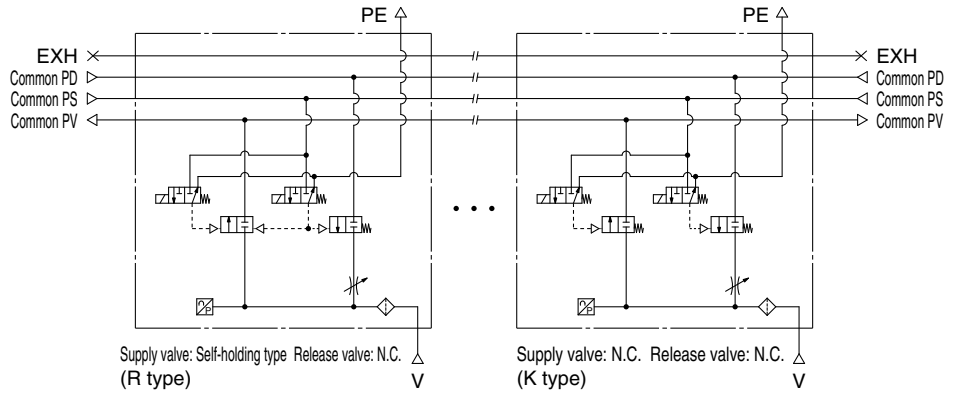 PE PE
EXH EXH
Common PD Common PD
Common PS Common PS
Common PV Common PV
P P
Supply valve: Self-holding type Release valve: N.C. Supply valve: N.C. Release valve: N.C.
(R type) V (K type) V